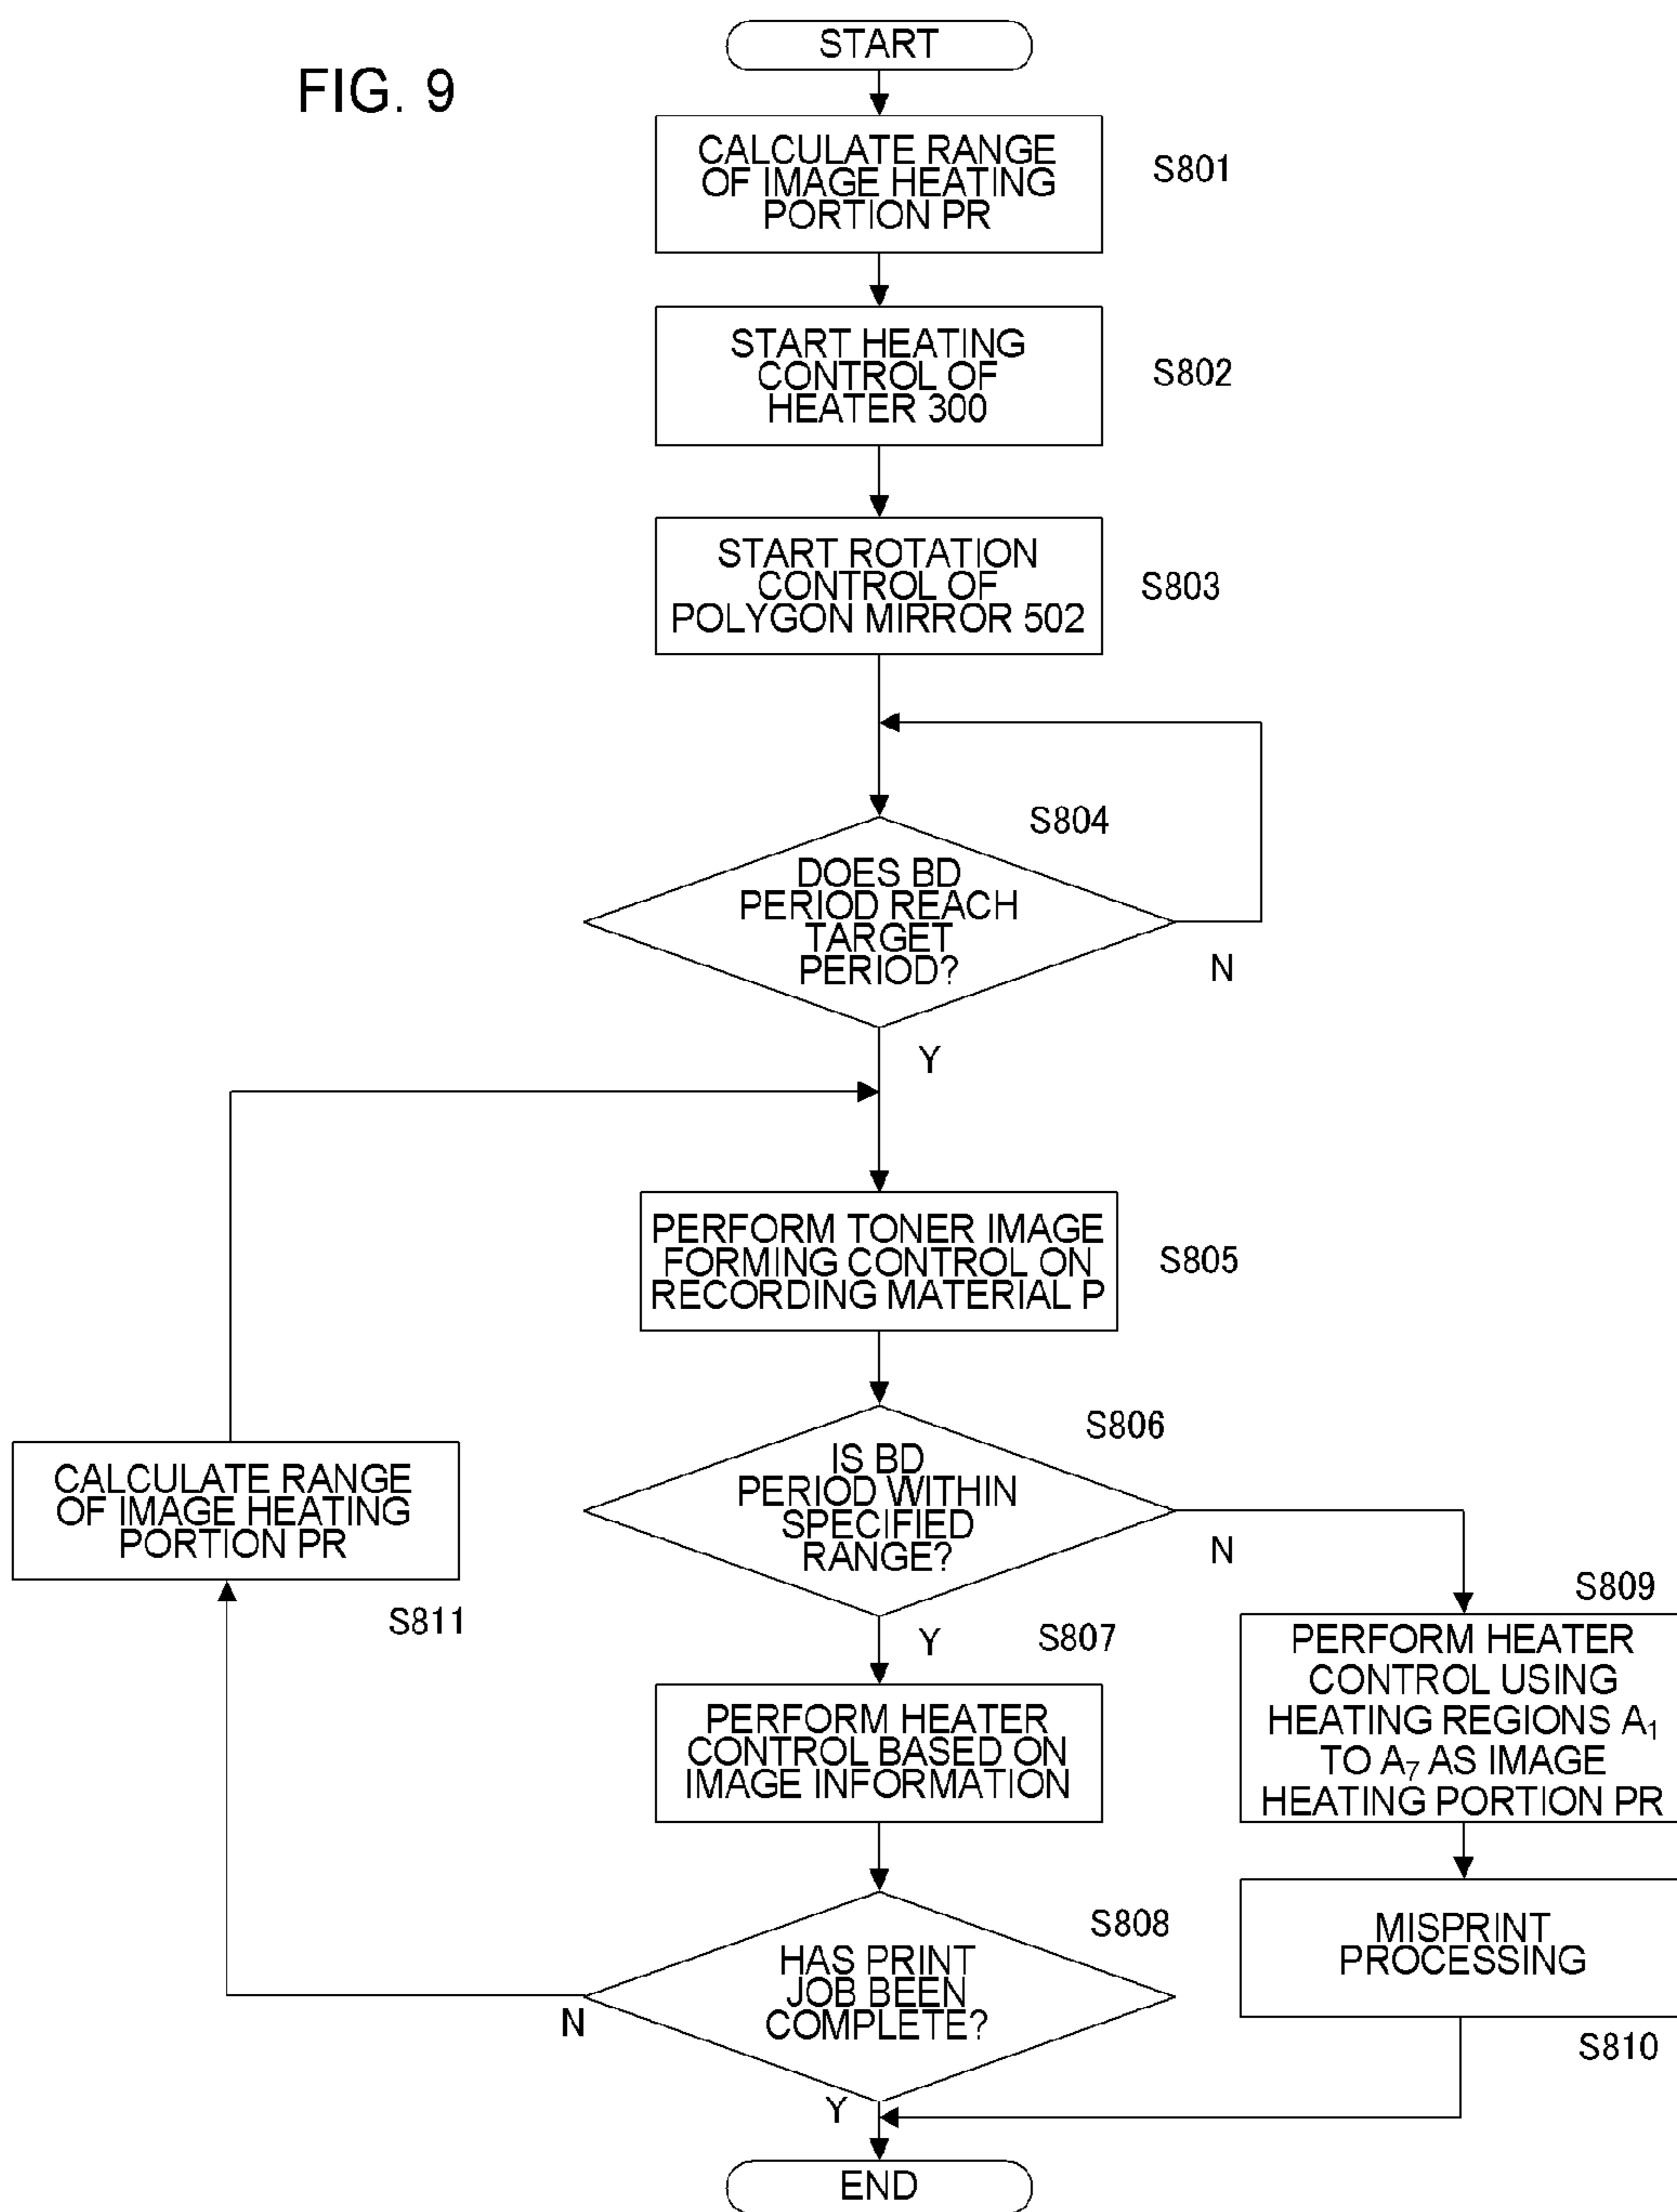 FIG. 9
START
CALCULATE RANGE
OF IMAGE HEATING
PORTION PR
S801
START HEATING
CONTROL OF
HEATER 300
S802
START ROTATION
CONTROL OF
POLYGON MIRROR 502
S803
S804
DOES BD
PERIOD REACH
TARGET
PERIOD?
N
Y
PERFORM TONER IMAGE
FORMING CONTROL ON
RECORDING MATERIAL P
S805
S806
IS BD
PERIOD WITHIN
SPECIFIED
RANGE?
N
Y
CALCULATE RANGE
OF IMAGE HEATING
PORTION PR
S811
S807
PERFORM HEATER
CONTROL BASED ON
IMAGE INFORMATION
S809
PERFORM HEATER
CONTROL USING
HEATING REGIONS A₁
TO A₇ AS IMAGE
HEATING PORTION PR
S808
HAS PRINT
JOB BEEN
COMPLETE?
N
Y
MISPRINT
PROCESSING
S810
END